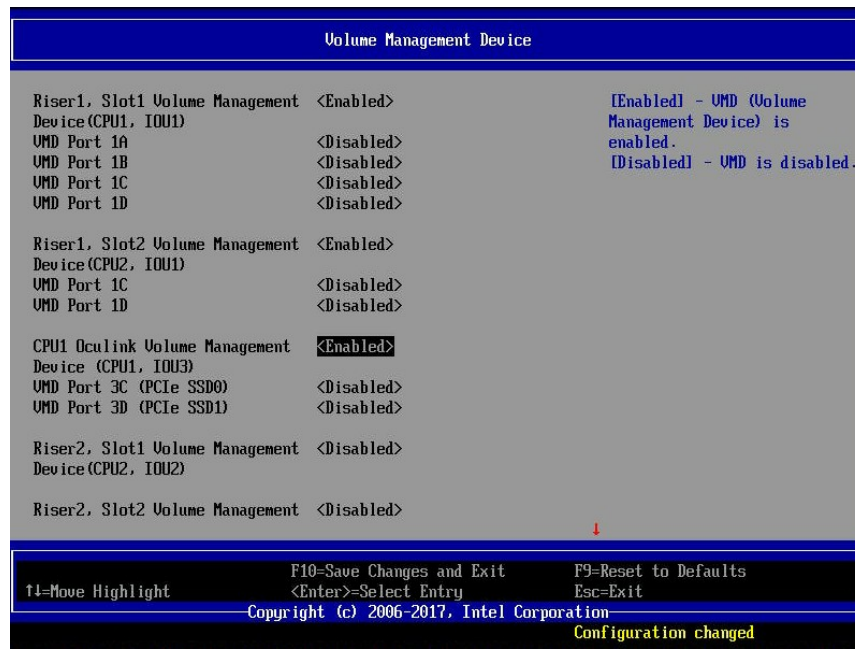 Volume Management Device
Riser1, Slot1 Volume Management <Enabled> [Enabled] - VMD (Volume
Device(CPU1, IOU1) Management Device) is
VMD Port 1A <Disabled> enabled.
VMD Port 1B <Disabled> [Disabled] - VMD is disabled.
VMD Port 1C <Disabled>
VMD Port 1D <Disabled>
Riser1, Slot2 Volume Management <Enabled>
Device(CPU2, IOU1)
VMD Port 1C <Disabled>
VMD Port 1D <Disabled>
CPU1 Oculink Volume Management <Enabled>
Device (CPU1, IOU3)
VMD Port 3C (PCIe SSD0) <Disabled>
VMD Port 3D (PCIe SSD1) <Disabled>
Riser2, Slot1 Volume Management <Disabled>
Device(CPU2, IOU2)
Riser2, Slot2 Volume Management <Disabled>
↓
F10=Save Changes and Exit F9=Reset to Defaults
↑↓=Move Highlight <Enter>=Select Entry Esc=Exit
Copyright (c) 2006-2017, Intel Corporation
Configuration changed